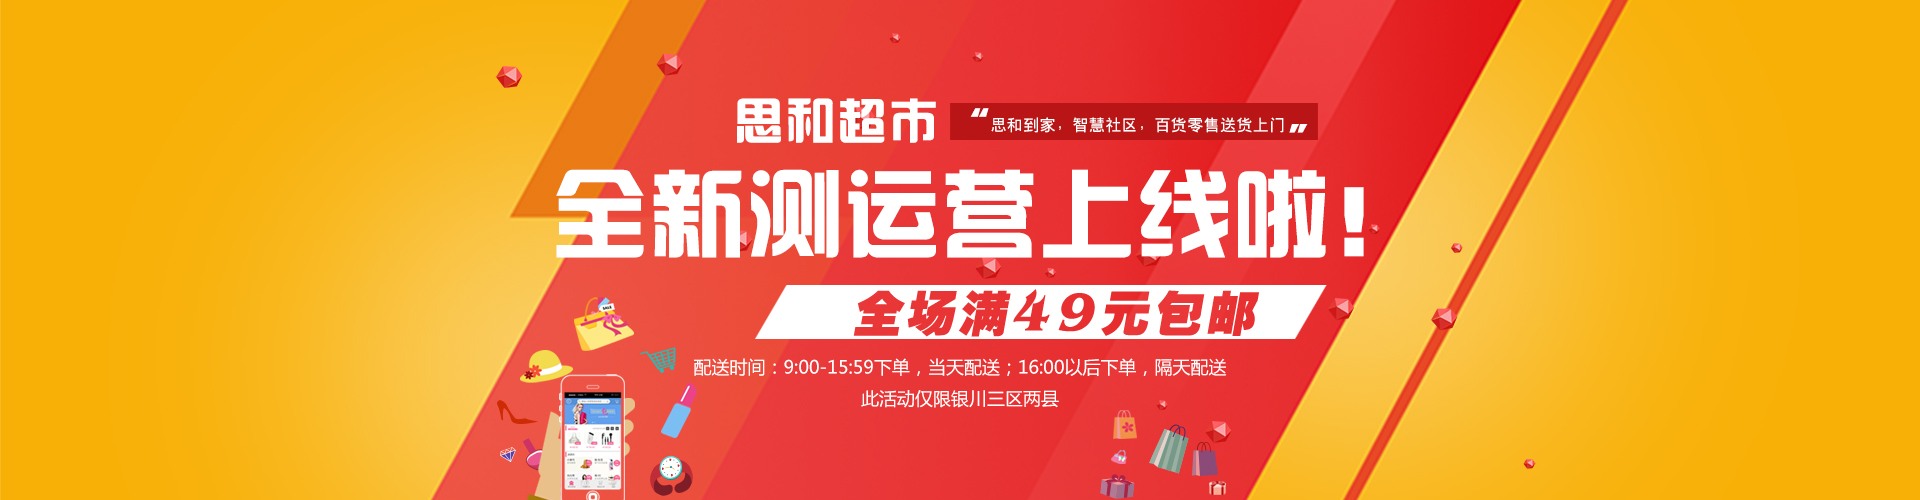 思和超市
思和到家，智慧社区，百货零售送货上门
全新测运营上线啦!
全场满49元包邮
配送时间：9:00-15:59下单，当天配送；16:00以后下单，隔天配送
此活动仅限银川三区两县
SALE